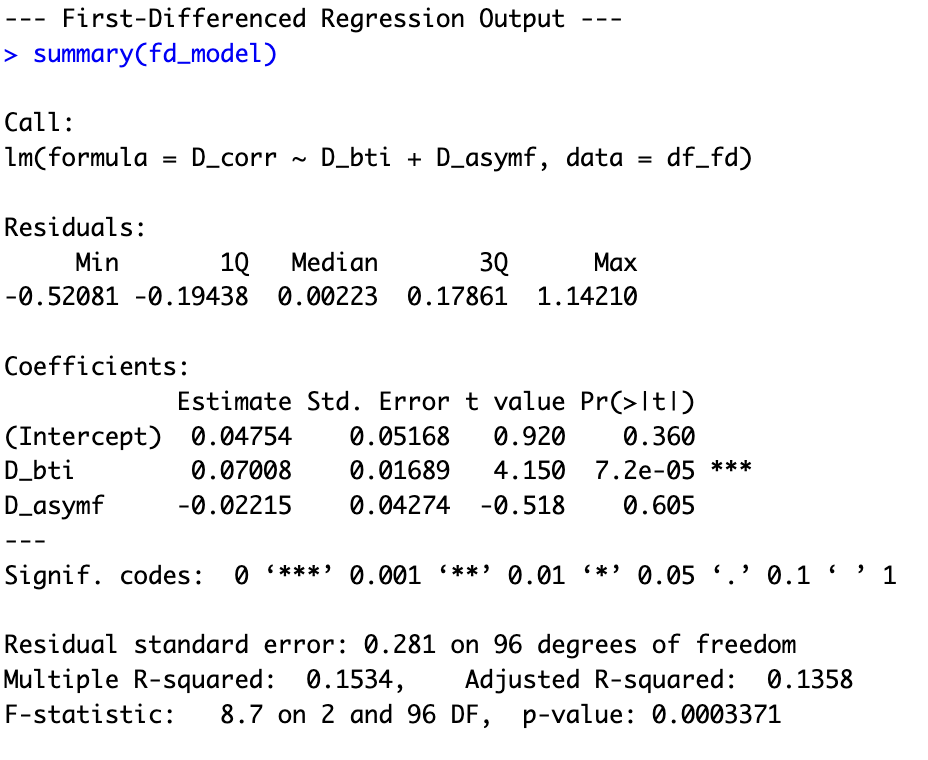 --- First-Differenced Regression Output ---
> summary(fd_model)
Call:
lm(formula = D_corr ~ D_bti + D_asymf, data = df_fd)
Residuals:
     Min       1Q   Median       3Q      Max
-0.52081 -0.19438  0.00223  0.17861  1.14210
Coefficients:
            Estimate Std. Error t value Pr(>|t|)
(Intercept)  0.04754    0.05168   0.920    0.360
D_bti        0.07008    0.01689   4.150  7.2e-05 ***
D_asymf     -0.02215    0.04274  -0.518    0.605
---
Signif. codes:  0 ‘***’ 0.001 ‘**’ 0.01 ‘*’ 0.05 ‘.’ 0.1 ‘ ’ 1
Residual standard error: 0.281 on 96 degrees of freedom
Multiple R-squared:  0.1534,    Adjusted R-squared:  0.1358
F-statistic:   8.7 on 2 and 96 DF,  p-value: 0.0003371